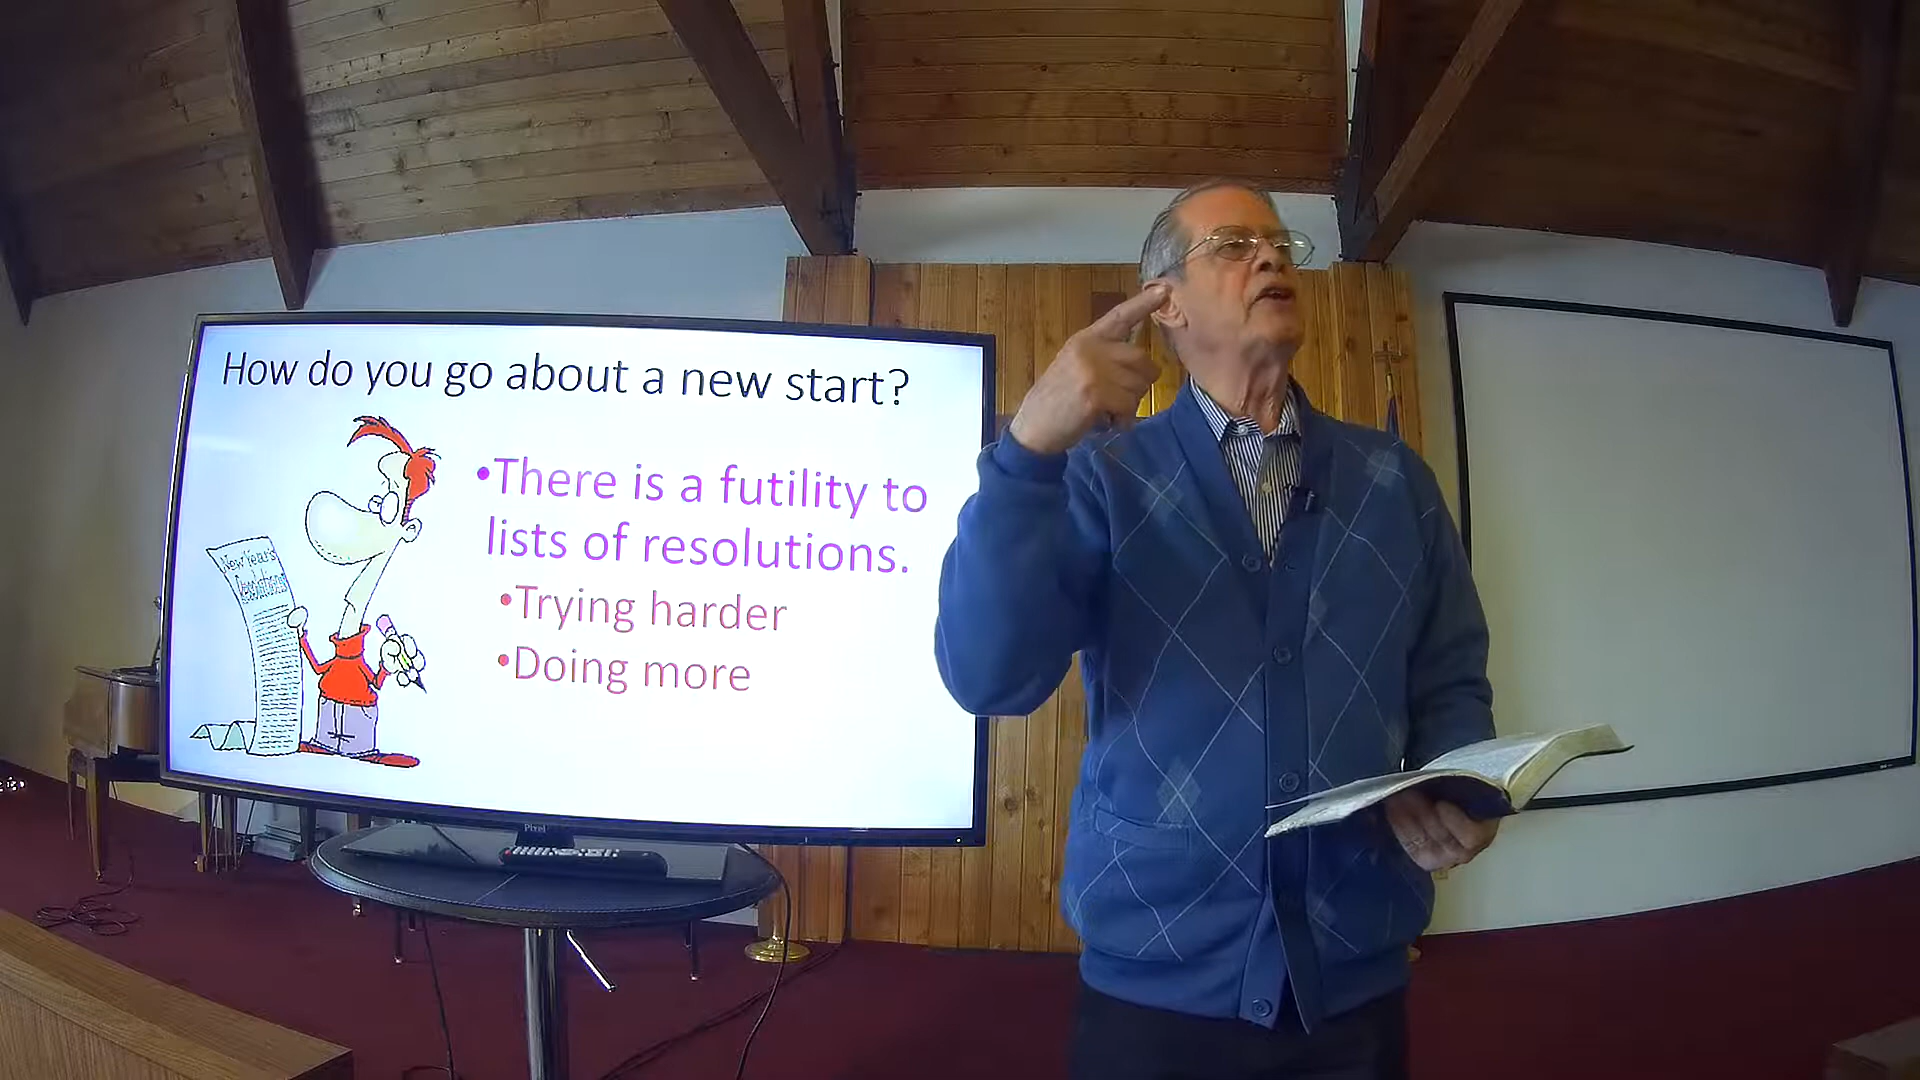 How do you go about a new start?
•There is a futility to
lists of resolutions.
•Trying harder
•Doing more
New Year's
Resolutions
Pixel